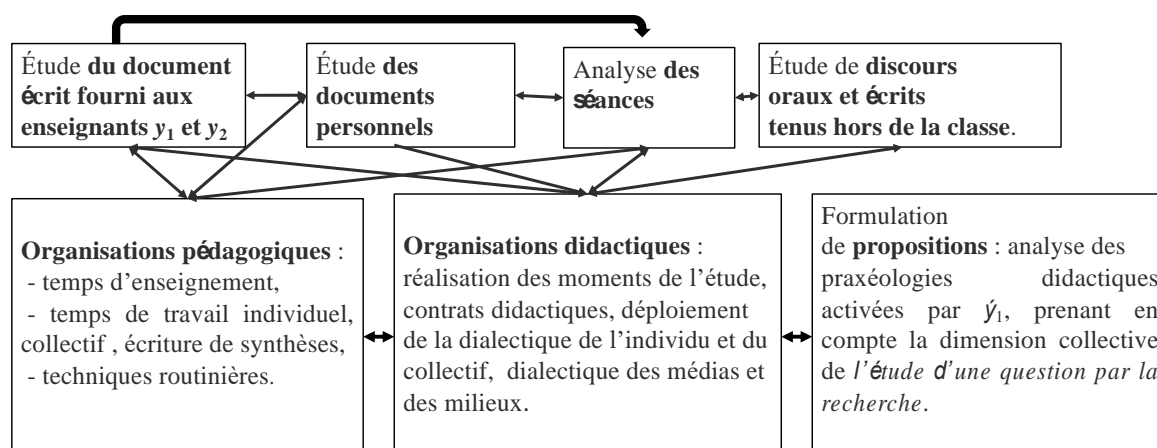 Étude du document
écrit fourni aux
enseignants y₁ et y₂
Étude des
documents
personnels
Analyse des
séances
Étude de discours
oraux et écrits
tenus hors de la classe.
Organisations pédagogiques :
- temps d’enseignement,
- temps de travail individuel,
collectif , écriture de synthèses,
- techniques routinières.
Organisations didactiques :
réalisation des moments de l’étude,
contrats didactiques, déploiement
de la dialectique de l’individu et du
collectif, dialectique des médias et
des milieux.
Formulation
de propositions : analyse des
praxéologies didactiques
activées par ý₁, prenant en
compte la dimension collective
de l’étude d’une question par la
recherche.